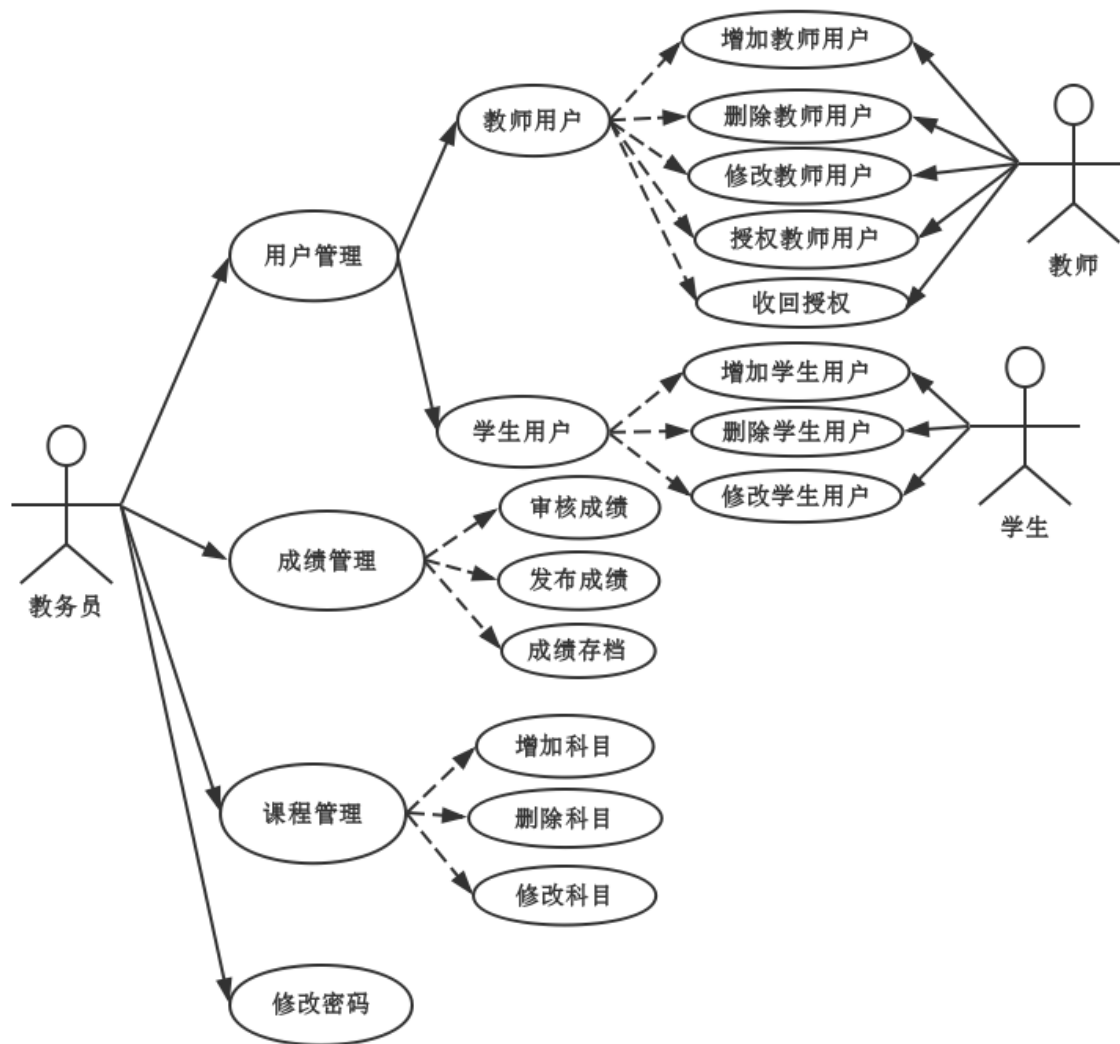 增加教师用户
教师用户
删除教师用户
修改教师用户
用户管理
授权教师用户
教师
收回授权
增加学生用户
学生用户
删除学生用户
修改学生用户
审核成绩
学生
成绩管理
发布成绩
教务员
成绩存档
增加科目
课程管理
删除科目
修改科目
修改密码